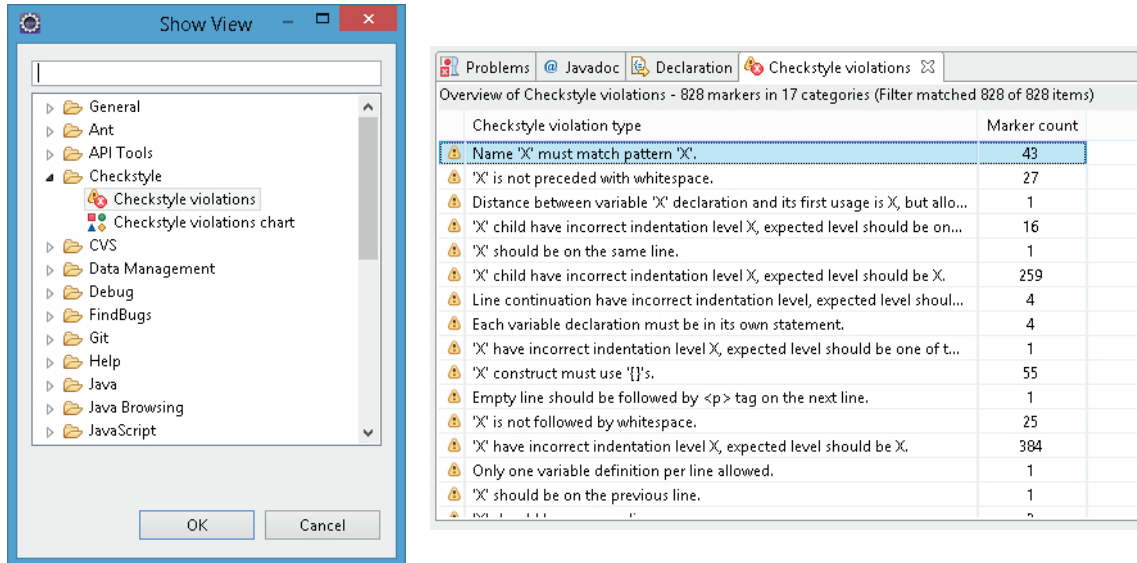 Show View
General
Ant
API Tools
Checkstyle
Checkstyle violations
Checkstyle violations chart
CVS
Data Management
Debug
FindBugs
Git
Help
Java
Java Browsing
JavaScript
OK Cancel
Problems @ Javadoc Declaration Checkstyle violations
Overview of Checkstyle violations - 828 markers in 17 categories (Filter matched 828 of 828 items)
Checkstyle violation type Marker count
Name 'X' must match pattern 'X'. 43
'X' is not preceded with whitespace. 27
Distance between variable 'X' declaration and its first usage is X, but allo... 1
'X' child have incorrect indentation level X, expected level should be on... 16
'X' should be on the same line. 1
'X' child have incorrect indentation level X, expected level should be X. 259
Line continuation have incorrect indentation level, expected level shoul... 4
Each variable declaration must be in its own statement. 4
'X' have incorrect indentation level X, expected level should be one of t... 1
'X' construct must use '{}'s. 55
Empty line should be followed by <p> tag on the next line. 1
'X' is not followed by whitespace. 25
'X' have incorrect indentation level X, expected level should be X. 384
Only one variable definition per line allowed. 1
'X' should be on the previous line. 1